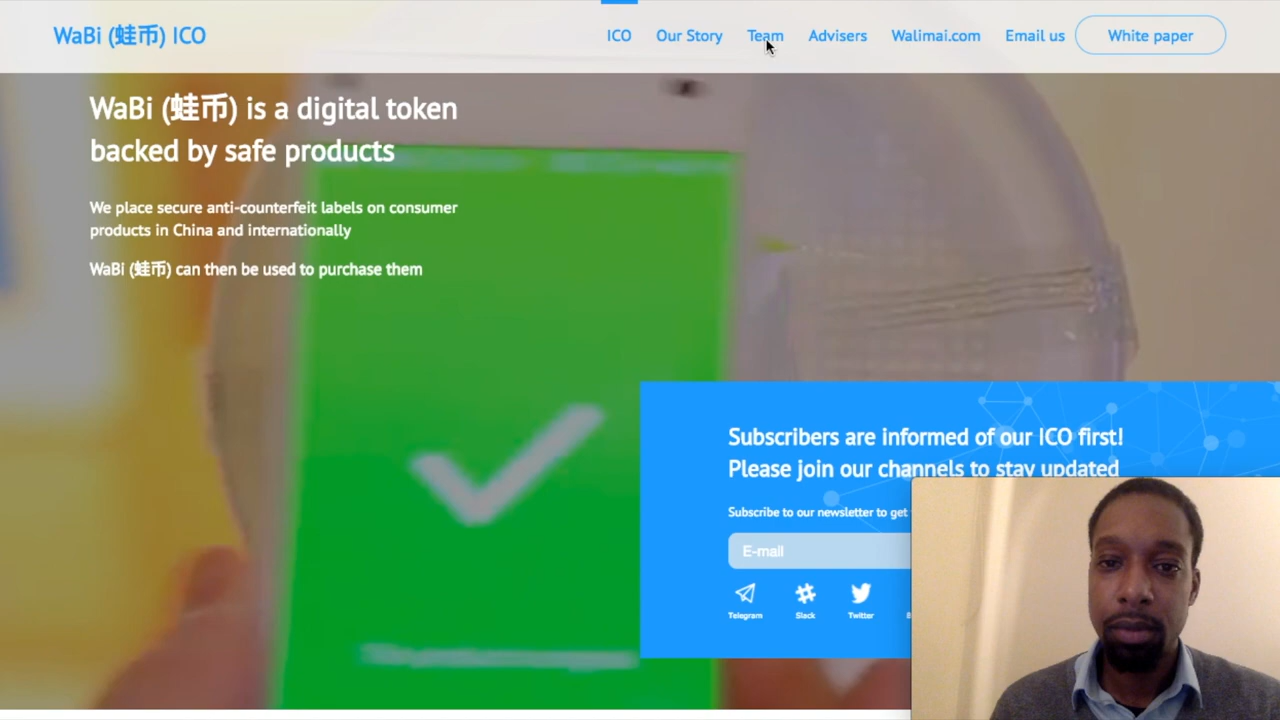 WaBi (蛙币) ICO
ICO
Our Story
Team
Advisers
Walimai.com
Email us
White paper
WaBi (蛙币) is a digital token
backed by safe products
We place secure anti-counterfeit labels on consumer
products in China and internationally
WaBi (蛙币) can then be used to purchase them
Subscribers are informed of our ICO first!
Please join our channels to stay updated
Subscribe to our newsletter to get
E-mail
Telegram
Slack
Twitter